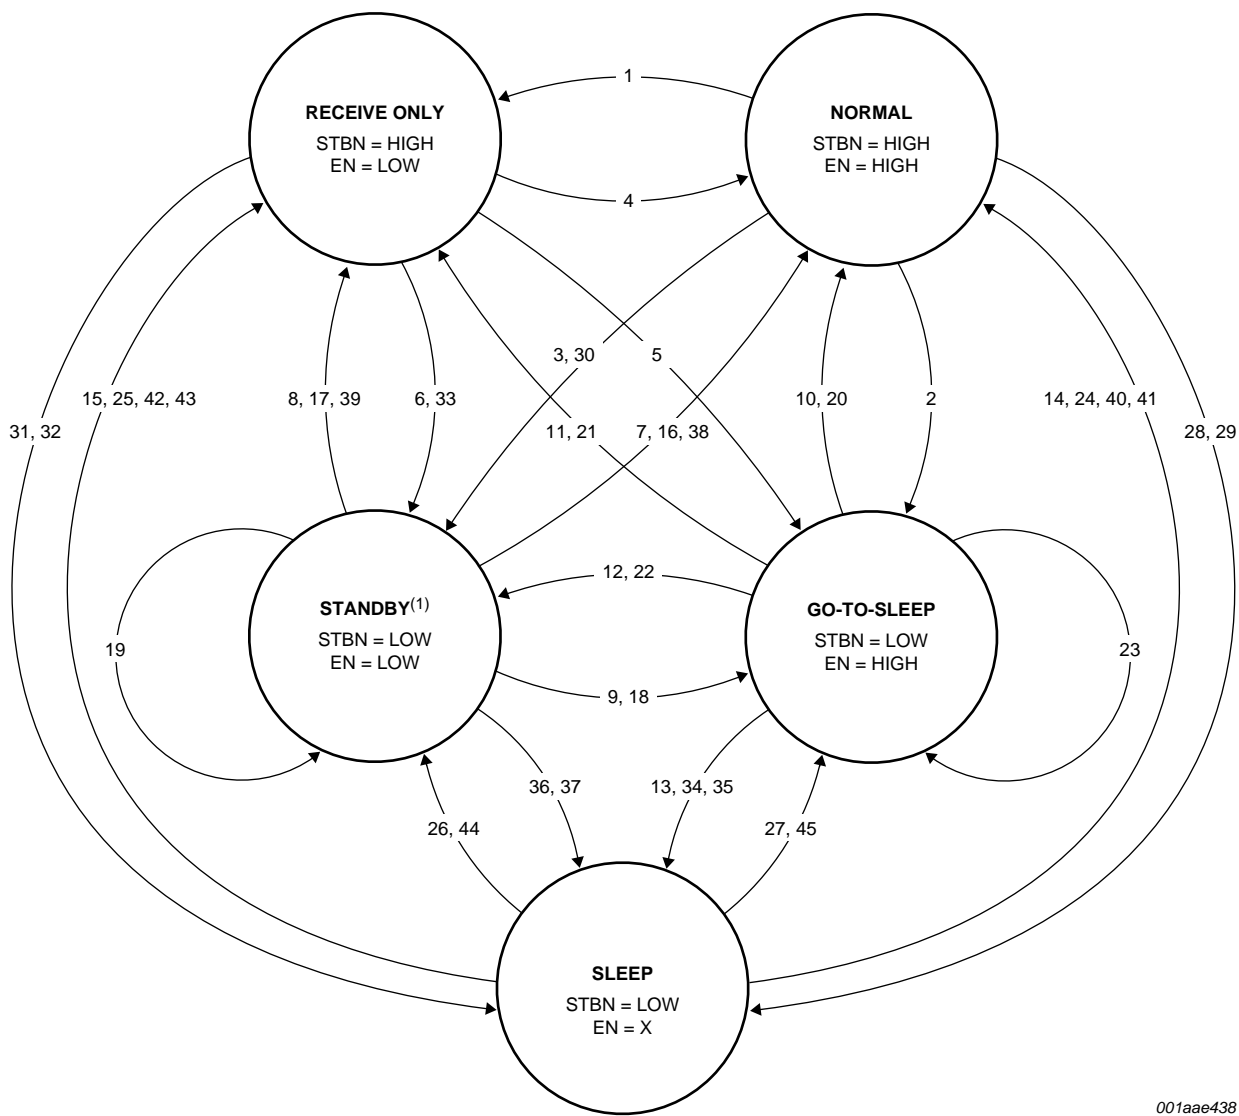 1
RECEIVE ONLY
STBN = HIGH
EN = LOW
NORMAL
STBN = HIGH
EN = HIGH
4
3, 30
5
15, 25, 42, 43
8, 17, 39
6, 33
10, 20
2
14, 24, 40, 41
31, 32
11, 21
7, 16, 38
28, 29
12, 22
STANDBY(1)
STBN = LOW
EN = LOW
GO-TO-SLEEP
STBN = LOW
EN = HIGH
19
23
9, 18
36, 37
13, 34, 35
26, 44
27, 45
SLEEP
STBN = LOW
EN = X
001aae438